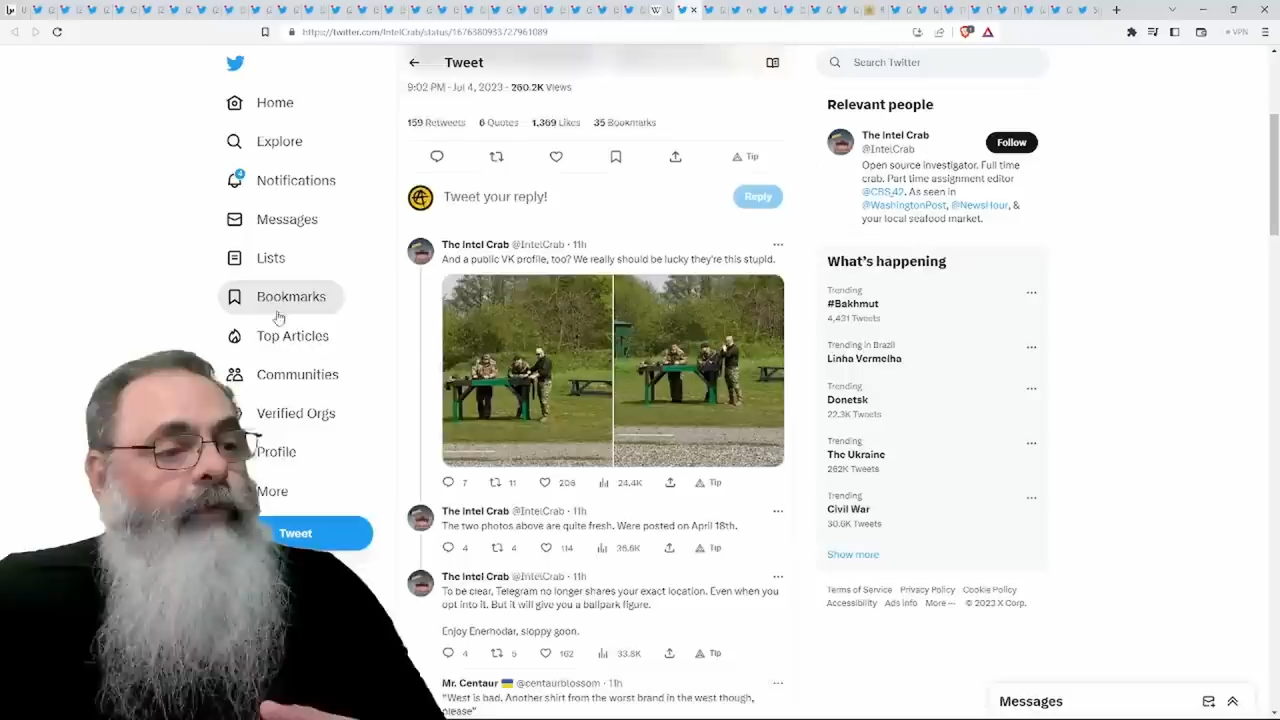 https://twitter.com/IntelCrab/status/1676380933727961089
VPN
Home
Explore
4
Notifications
Messages
Lists
Bookmarks
Top Articles
Communities
Verified Orgs
Profile
More
Tweet
Tweet
9:02 PM · Jul 4, 2023 · 260.2K Views
159 Retweets 6 Quotes 1,369 Likes 35 Bookmarks
Tip
Tweet your reply!
Reply
The Intel Crab @IntelCrab · 11h
And a public VK profile, too? We really should be lucky they're this stupid.
7 11 206 24.4K Tip
The Intel Crab @IntelCrab · 11h
The two photos above are quite fresh. Were posted on April 18th.
4 4 114 36.6K Tip
The Intel Crab @IntelCrab · 11h
To be clear, Telegram no longer shares your exact location. Even when you
opt into it. But it will give you a ballpark figure.
Enjoy Enerhodar, sloppy goon.
4 5 162 33.8K Tip
Mr. Centaur @centaurblossom · 11h
"West is bad. Another shirt from the worst brand in the west though,
please"
Search Twitter
Relevant people
The Intel Crab
@IntelCrab
Follow
Open source investigator. Full time
crab. Part time assignment editor
@CBS_42. As seen in
@WashingtonPost, @NewsHour, &
your local seafood market.
What's happening
Trending
#Bakhmut
4,431 Tweets
Trending in Brazil
Linha Vermelha
Trending
Donetsk
22.3K Tweets
Trending
The Ukraine
262K Tweets
Trending
Civil War
30.6K Tweets
Show more
Terms of Service Privacy Policy Cookie Policy
Accessibility Ads info More ··· © 2023 X Corp.
Messages